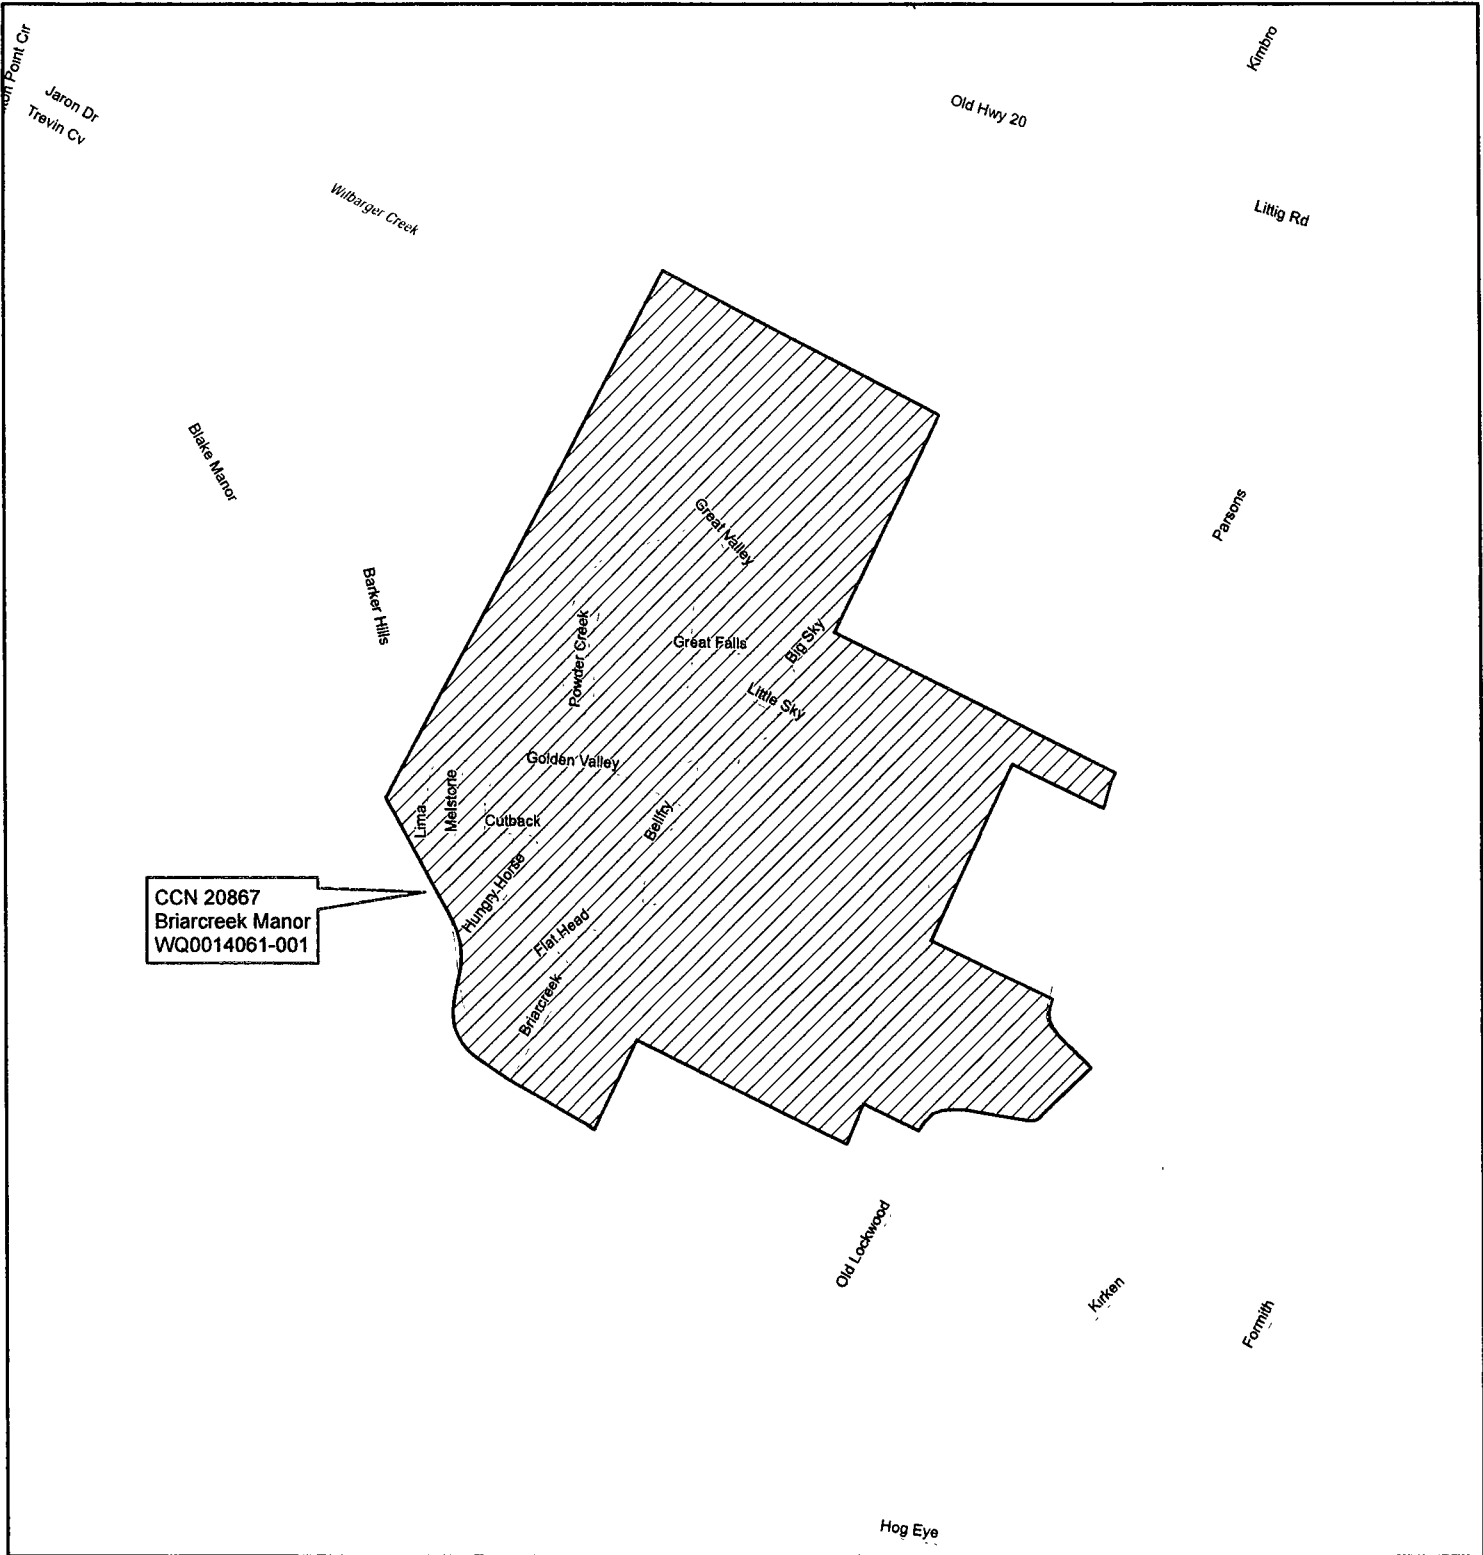 Kimbro
Point Cir
Jaron Dr
Trevin Cv
Old Hwy 20
Wilbarger Creek
Littig Rd
Blake Manor
Great Valley
Parsons
Barker Hills
Powder Creek
Great Falls
Big Sky
Little Sky
Golden Valley
Lima
Melstone
Cutback
Bellfry
Hungry Horse
CCN 20867
Briarcreek Manor
WQ0014061-001
Flat Head
Briarcreek
Old Lockwood
Kirken
Formith
Hog Eye